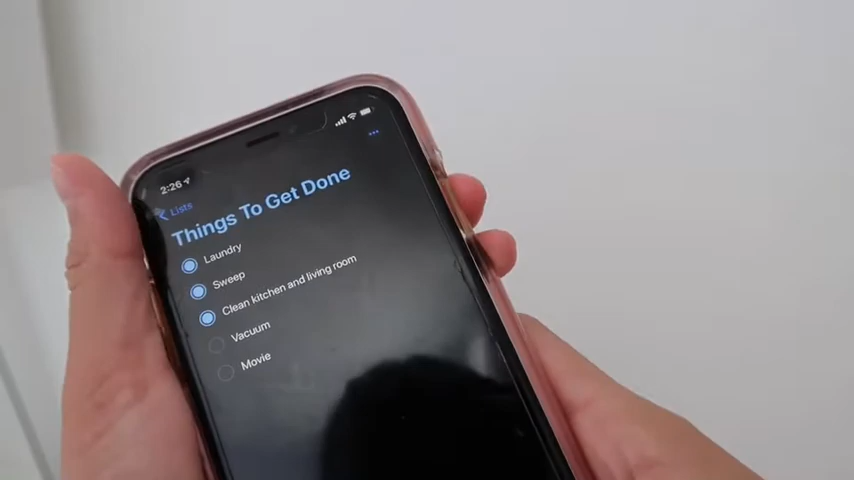 2:26
Lists
Things To Get Done
Laundry
Sweep
Clean kitchen and living room
Vacuum
Movie